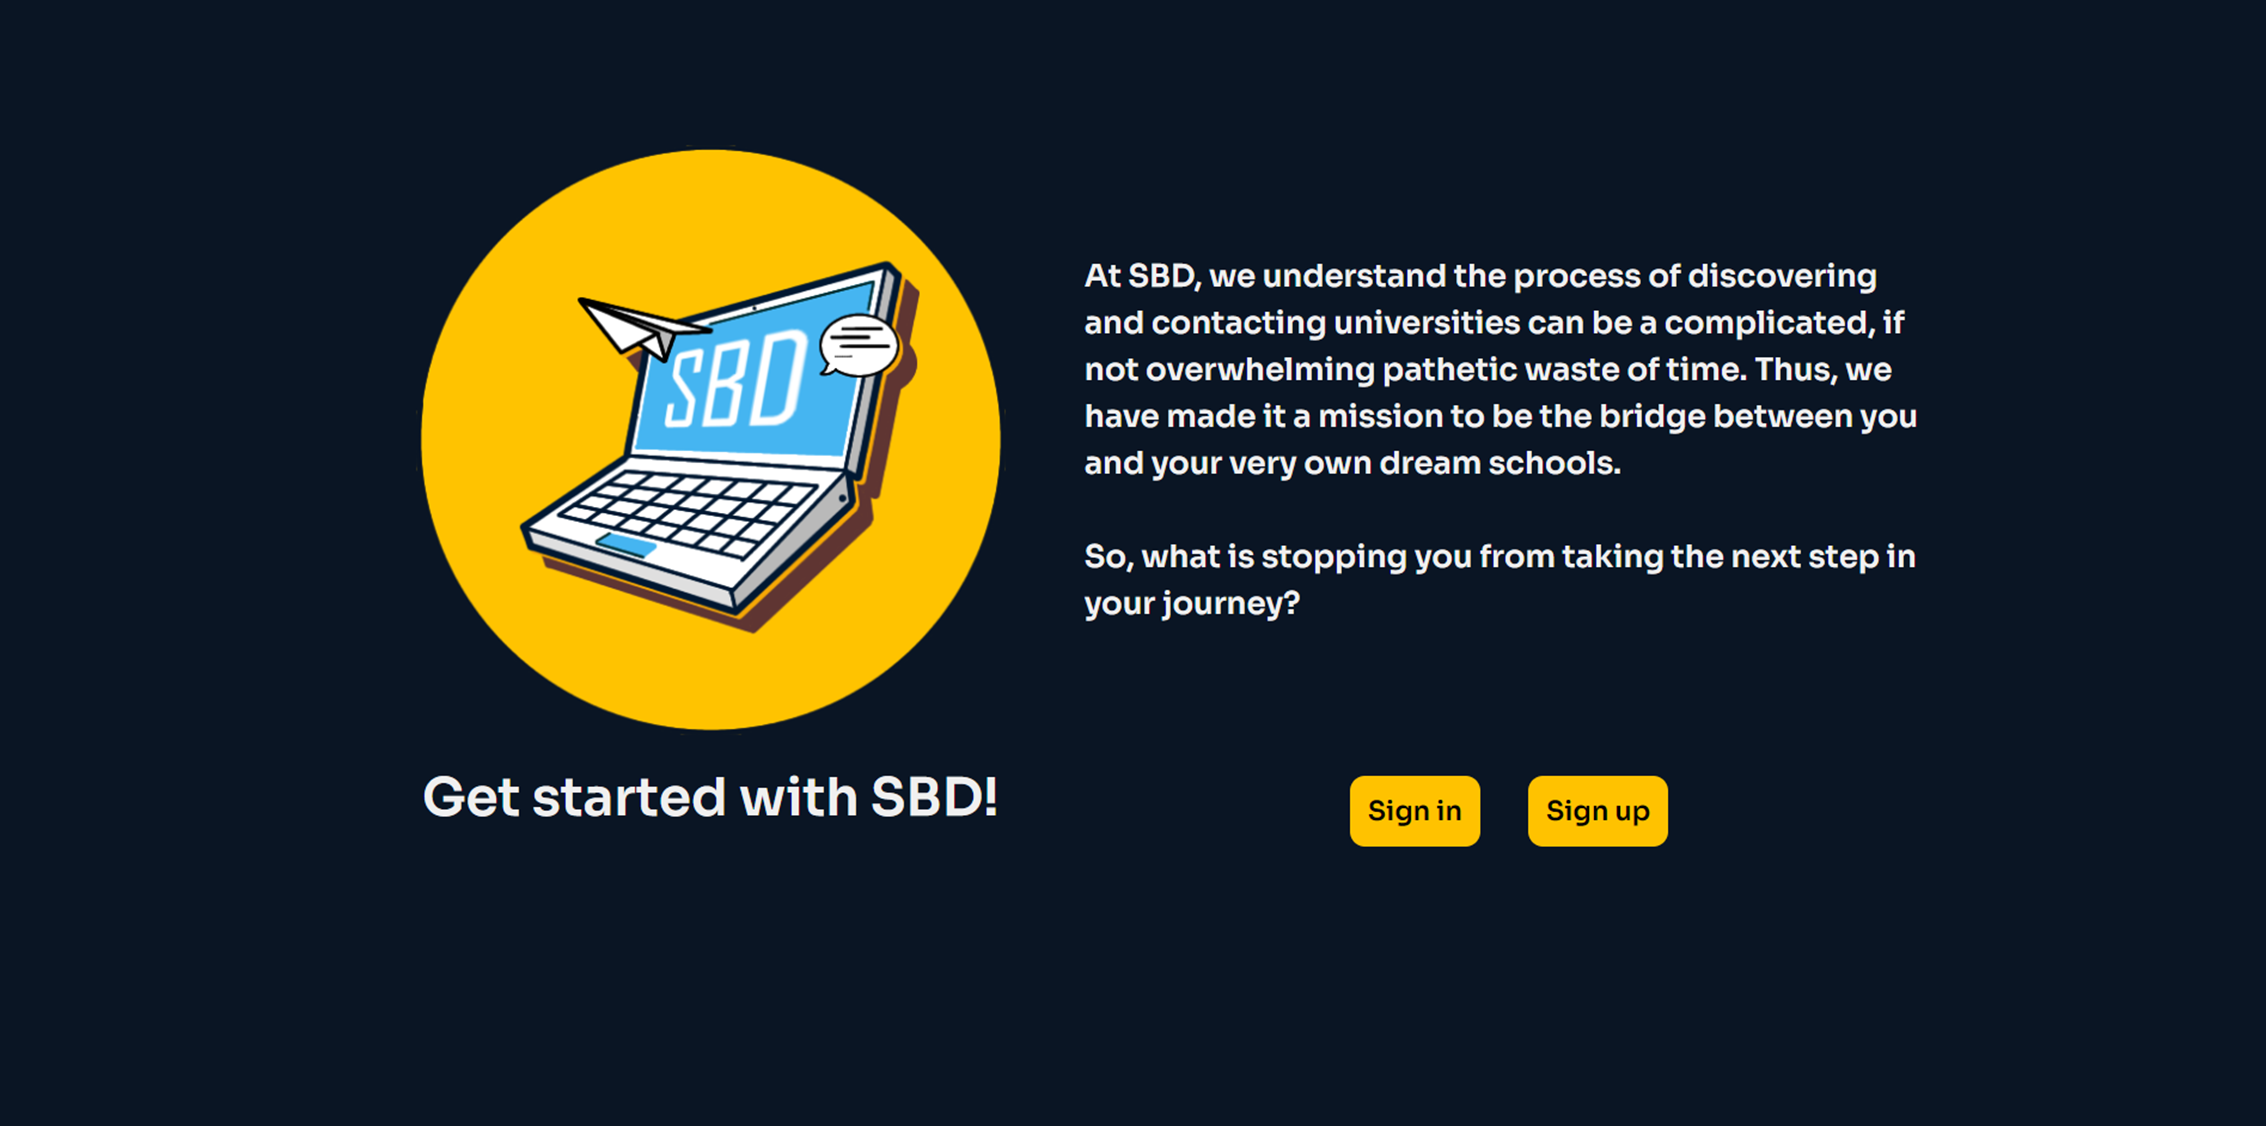 SBD
At SBD, we understand the process of discovering
and contacting universities can be a complicated, if
not overwhelming pathetic waste of time. Thus, we
have made it a mission to be the bridge between you
and your very own dream schools.
So, what is stopping you from taking the next step in
your journey?
Get started with SBD!
Sign in
Sign up